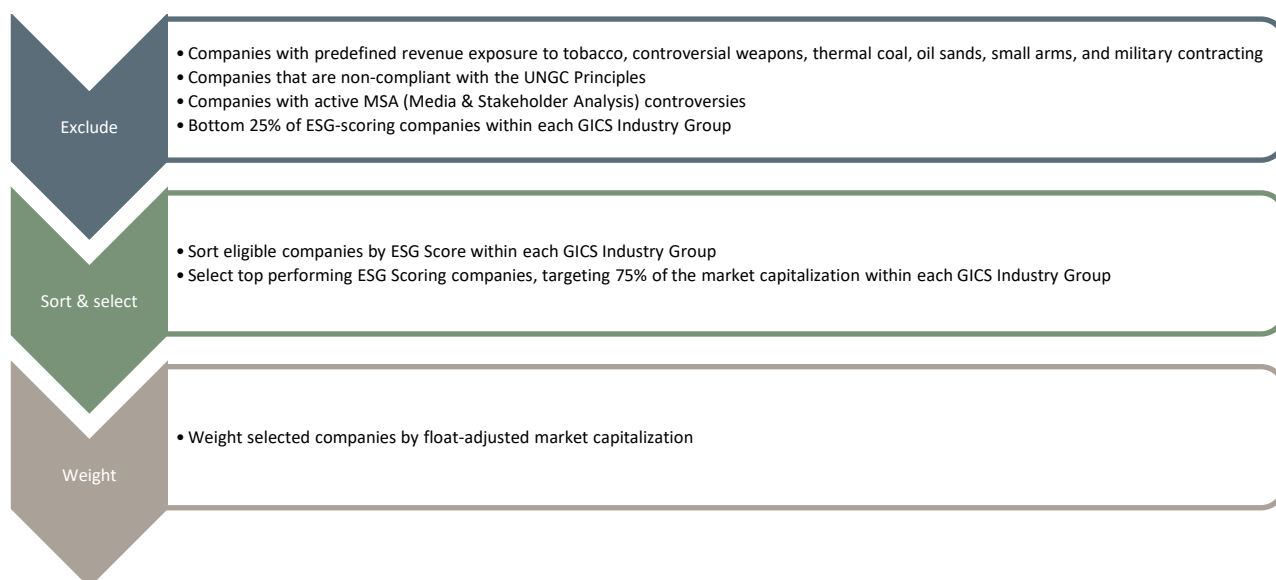 Exclude
• Companies with predefined revenue exposure to tobacco, controversial weapons, thermal coal, oil sands, small arms, and military contracting
• Companies that are non-compliant with the UNGC Principles
• Companies with active MSA (Media & Stakeholder Analysis) controversies
• Bottom 25% of ESG-scoring companies within each GICS Industry Group
Sort & select
• Sort eligible companies by ESG Score within each GICS Industry Group
• Select top performing ESG Scoring companies, targeting 75% of the market capitalization within each GICS Industry Group
Weight
• Weight selected companies by float-adjusted market capitalization